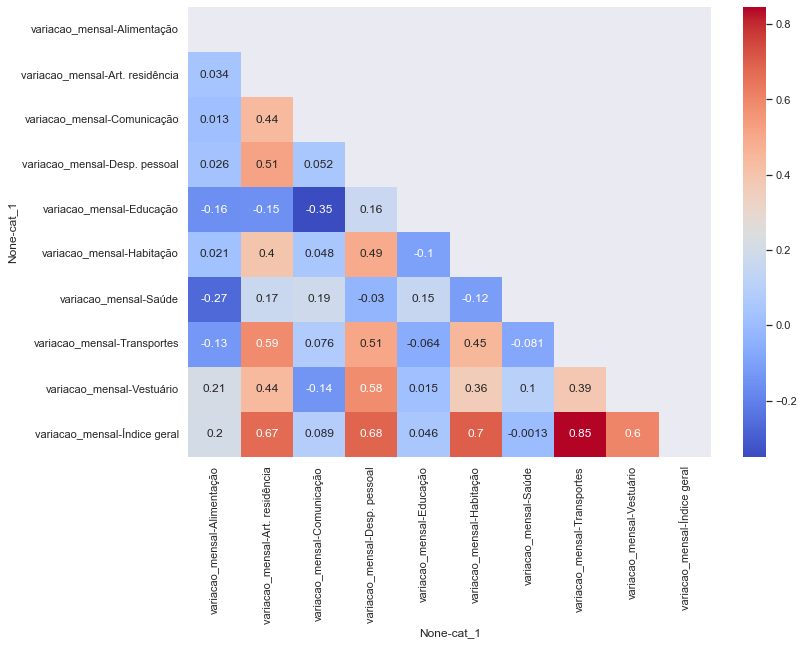 variacao_mensal-Alimentação
variacao_mensal-Art. residência 0.034
variacao_mensal-Comunicação 0.013 0.44
variacao_mensal-Desp. pessoal 0.026 0.51 0.052
variacao_mensal-Educação -0.16 -0.15 -0.35 0.16
variacao_mensal-Habitação 0.021 0.4 0.048 0.49 -0.1
variacao_mensal-Saúde -0.27 0.17 0.19 -0.03 0.15 -0.12
variacao_mensal-Transportes -0.13 0.59 0.076 0.51 -0.064 0.45 -0.081
variacao_mensal-Vestuário 0.21 0.44 -0.14 0.58 0.015 0.36 0.1 0.39
variacao_mensal-Índice geral 0.2 0.67 0.089 0.68 0.046 0.7 -0.0013 0.85 0.6
None-cat_1
variacao_mensal-Alimentação
variacao_mensal-Art. residência
variacao_mensal-Comunicação
variacao_mensal-Desp. pessoal
variacao_mensal-Educação
variacao_mensal-Habitação
variacao_mensal-Saúde
variacao_mensal-Transportes
variacao_mensal-Vestuário
variacao_mensal-Índice geral
None-cat_1
0.8
0.6
0.4
0.2
0.0
-0.2